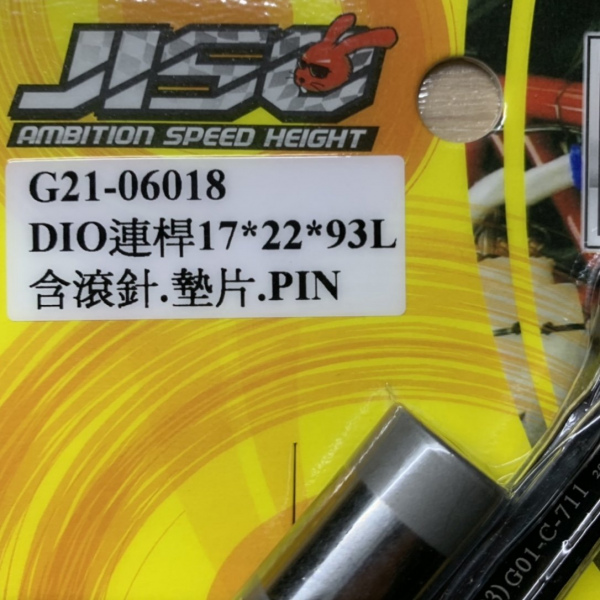 JISO
AMBITION SPEED HEIGHT
G21-06018
DIO連桿17*22*93L
含滾針.墊片.PIN
3) G01-C-711